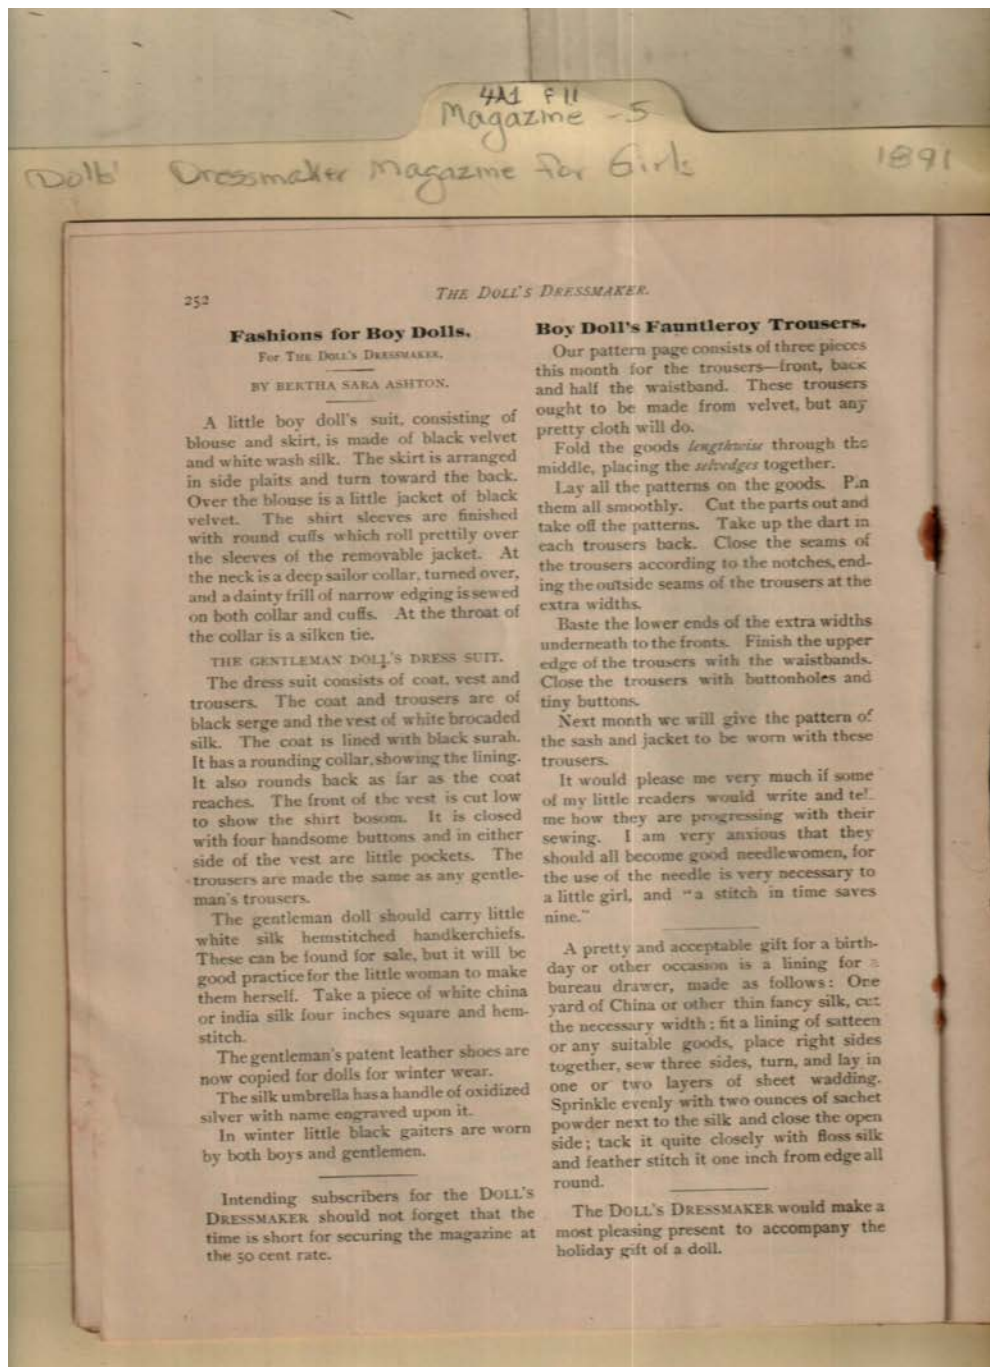 4A1 P 11
Magazine - 5
Dolls' Dressmaker Magazine for Girls 1891
252
THE DOLL'S DRESSMAKER.
Fashions for Boy Dolls.
For THE DOLL'S DRESSMAKER.
BY BERTHA SARA ASHTON.
A little boy doll's suit, consisting of
blouse and skirt, is made of black velvet
and white wash silk. The skirt is arranged
in side plaits and turn toward the back.
Over the blouse is a little jacket of black
velvet. The shirt sleeves are finished
with round cuffs which roll prettily over
the sleeves of the removable jacket. At
the neck is a deep sailor collar, turned over,
and a dainty frill of narrow edging is sewed
on both collar and cuffs. At the throat of
the collar is a silken tie.
THE GENTLEMAN DOLL'S DRESS SUIT.
The dress suit consists of coat, vest and
trousers. The coat and trousers are of
black serge and the vest of white brocaded
silk. The coat is lined with black surah.
It has a rounding collar, showing the lining.
It also rounds back as far as the coat
reaches. The front of the vest is cut low
to show the shirt bosom. It is closed
with four handsome buttons and in either
side of the vest are little pockets. The
trousers are made the same as any gentle-
man's trousers.
The gentleman doll should carry little
white silk hemstitched handkerchiefs.
These can be found for sale, but it will be
good practice for the little woman to make
them herself. Take a piece of white china
or india silk four inches square and hem-
stitch.
The gentleman's patent leather shoes are
now copied for dolls for winter wear.
The silk umbrella has a handle of oxidized
silver with name engraved upon it.
In winter little black gaiters are worn
by both boys and gentlemen.
Intending subscribers for the DOLL'S
DRESSMAKER should not forget that the
time is short for securing the magazine at
the 50 cent rate.
Boy Doll's Fauntleroy Trousers.
Our pattern page consists of three pieces
this month for the trousers—front, back
and half the waistband. These trousers
ought to be made from velvet, but any
pretty cloth will do.
Fold the goods lengthwise through the
middle, placing the selvedges together.
Lay all the patterns on the goods. Pin
them all smoothly. Cut the parts out and
take off the patterns. Take up the dart in
each trousers back. Close the seams of
the trousers according to the notches, end-
ing the outside seams of the trousers at the
extra widths.
Baste the lower ends of the extra widths
underneath to the fronts. Finish the upper
edge of the trousers with the waistbands.
Close the trousers with buttonholes and
tiny buttons.
Next month we will give the pattern of
the sash and jacket to be worn with these
trousers.
It would please me very much if some
of my little readers would write and tell
me how they are progressing with their
sewing. I am very anxious that they
should all become good needlewomen, for
the use of the needle is very necessary to
a little girl, and "a stitch in time saves
nine."
A pretty and acceptable gift for a birth-
day or other occasion is a lining for a
bureau drawer, made as follows: One
yard of China or other thin fancy silk, cut
the necessary width; fit a lining of satteen
or any suitable goods, place right sides
together, sew three sides, turn, and lay in
one or two layers of sheet wadding.
Sprinkle evenly with two ounces of sachet
powder next to the silk and close the open
side; tack it quite closely with floss silk
and feather stitch it one inch from edge all
round.
The DOLL'S DRESSMAKER would make a
most pleasing present to accompany the
holiday gift of a doll.